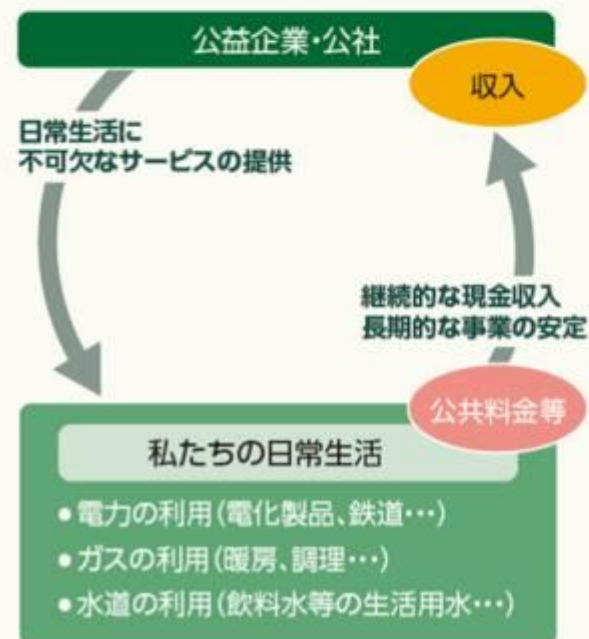 公益企業・公社
収入
日常生活に
不可欠なサービスの提供
継続的な現金収入
長期的な事業の安定
公共料金等
私たちの日常生活
●電力の利用(電化製品、鉄道・・・)
●ガスの利用(暖房、調理・・・)
●水道の利用(飲料水等の生活用水・・・)